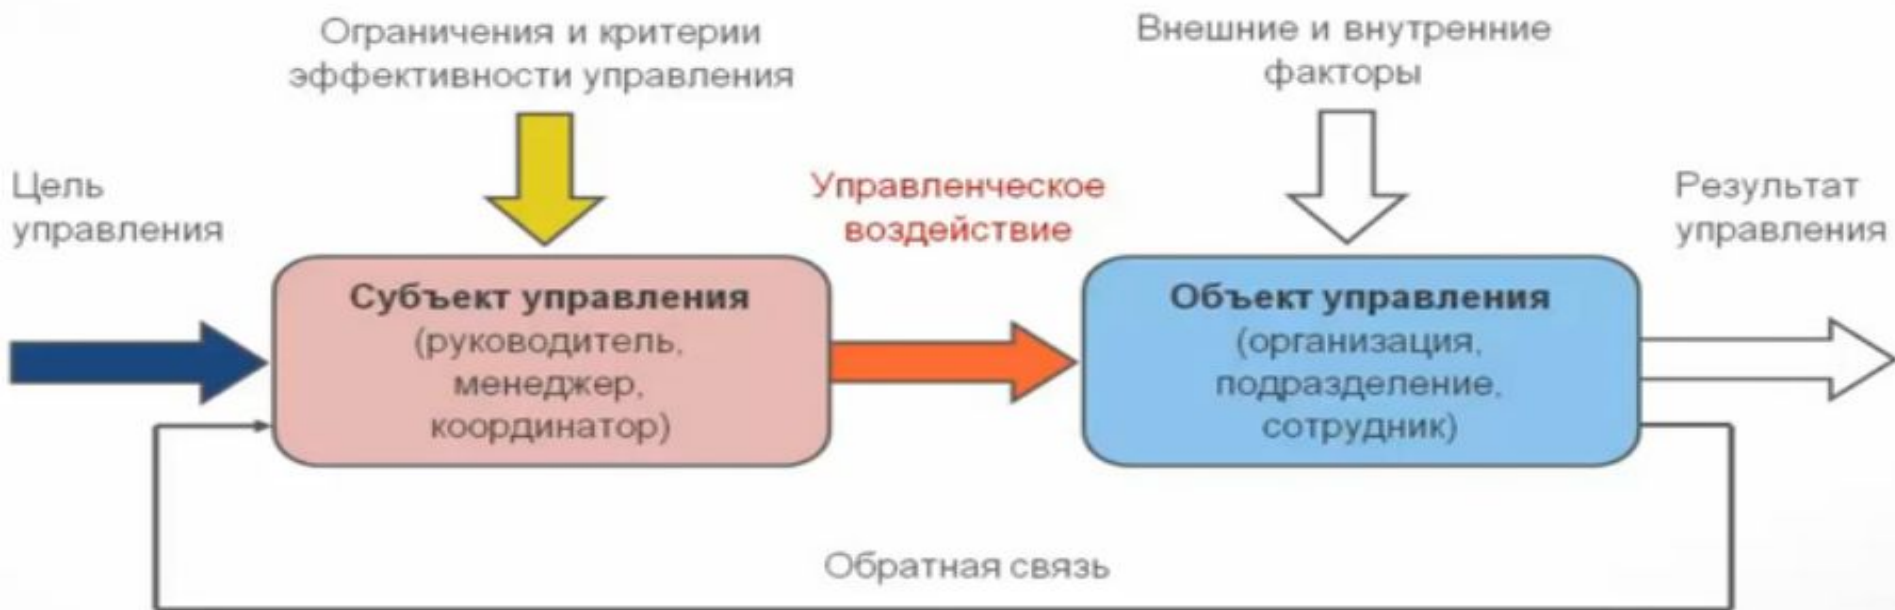 Ограничения и критерии
эффективности управления
Внешние и внутренние
факторы
Цель
управления
Управленческое
воздействие
Результат
управления
Субъект управления
(руководитель,
менеджер,
координатор)
Объект управления
(организация,
подразделение,
сотрудник)
Обратная связь